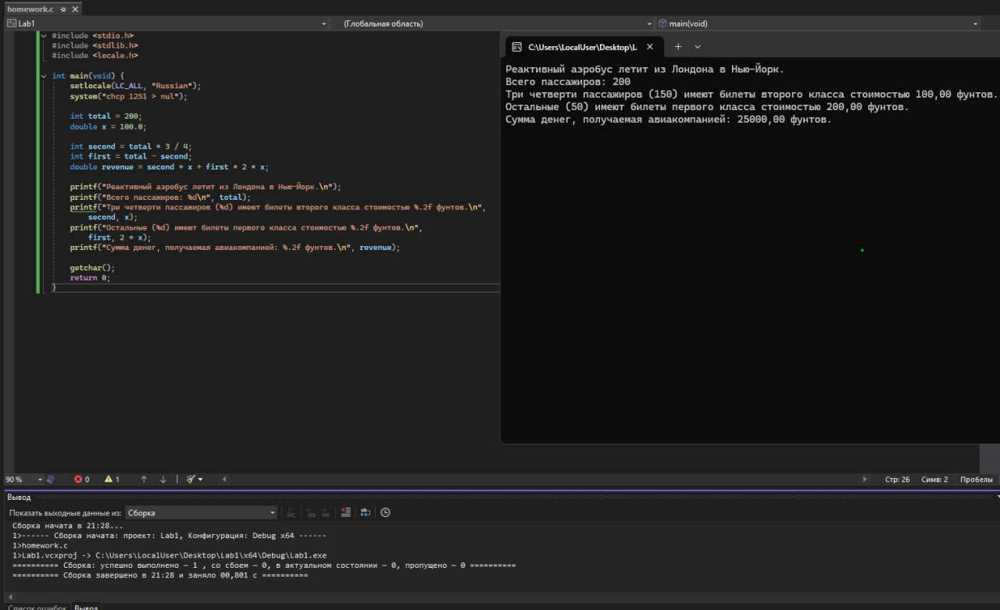 homework.c
Lab1 (Глобальная область) main(void)
#include <stdio.h>
#include <stdlib.h>
#include <locale.h>
int main(void) {
setlocale(LC_ALL, "Russian");
system("chcp 1251 > nul");
int total = 200;
double x = 100.0;
int second = total * 3 / 4;
int first = total - second;
double revenue = second * x + first * 2 * x;
printf("Реактивный аэробус летит из Лондона в Нью-Йорк.\n");
printf("Всего пассажиров: %d\n", total);
printf("Три четверти пассажиров (%d) имеют билеты второго класса стоимостью %.2f фунтов.\n",
second, x);
printf("Остальные (%d) имеют билеты первого класса стоимостью %.2f фунтов.\n",
first, 2 * x);
printf("Сумма денег, получаемая авиакомпанией: %.2f фунтов.\n", revenue);
getchar();
return 0;
}
C:\Users\LocalUser\Desktop\L
Реактивный аэробус летит из Лондона в Нью-Йорк.
Всего пассажиров: 200
Три четверти пассажиров (150) имеют билеты второго класса стоимостью 100,00 фунтов.
Остальные (50) имеют билеты первого класса стоимостью 200,00 фунтов.
Сумма денег, получаемая авиакомпанией: 25000,00 фунтов.
90 % 0 1 Стр: 26 Симв: 2 Пробелы
Вывод
Показать выходные данные из: Сборка
Сборка начата в 21:28...
1>------ Сборка начата: проект: Lab1, Конфигурация: Debug x64 ------
1>homework.c
1>Lab1.vcxproj -> C:\Users\LocalUser\Desktop\Lab1\x64\Debug\Lab1.exe
========== Сборка: успешно выполнено — 1 , со сбоем — 0, в актуальном состоянии — 0, пропущено — 0 ==========
========== Сборка завершено в 21:28 и заняло 00,801 с ==========
Список ошибок Вывод